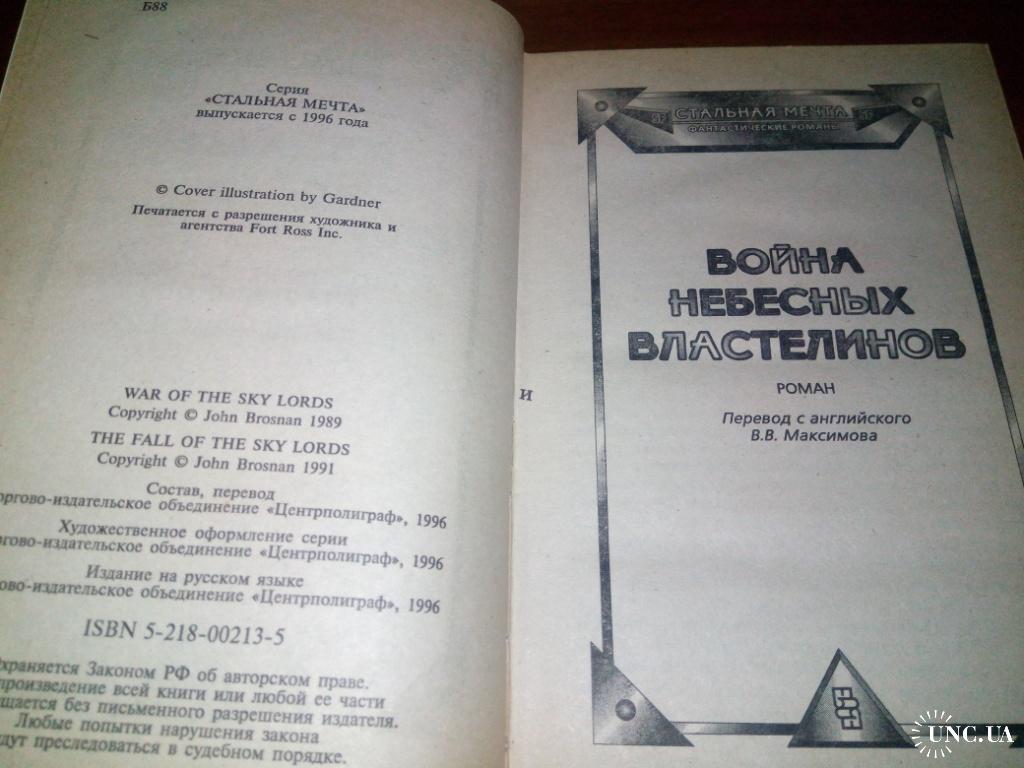 Б88
Серия
«СТАЛЬНАЯ МЕЧТА»
выпускается с 1996 года
© Cover illustration by Gardner
Печатается с разрешения художника и
агентства Fort Ross Inc.
WAR OF THE SKY LORDS
Copyright © John Brosnan 1989
THE FALL OF THE SKY LORDS
Copyright © John Brosnan 1991
Состав, перевод
оргово-издательское объединение «Центрполиграф», 1996
Художественное оформление серии
ргово-издательское объединение «Центрполиграф», 1996
Издание на русском языке
ово-издательское объединение «Центрполиграф», 1996
ISBN 5-218-00213-5
храняется Законом РФ об авторском праве.
произведение всей книги или любой ее части
щается без письменного разрешения издателя.
Любые попытки нарушения закона
дут преследоваться в судебном порядке.
и
СТАЛЬНАЯ МЕЧТА
ФАНТАСТИЧЕСКИЕ РОМАНЫ
ВОЙНА
НЕБЕСНЫХ
ВЛАСТЕЛИНОВ
РОМАН
Перевод с английского
В.В. Максимова
UNC.UA